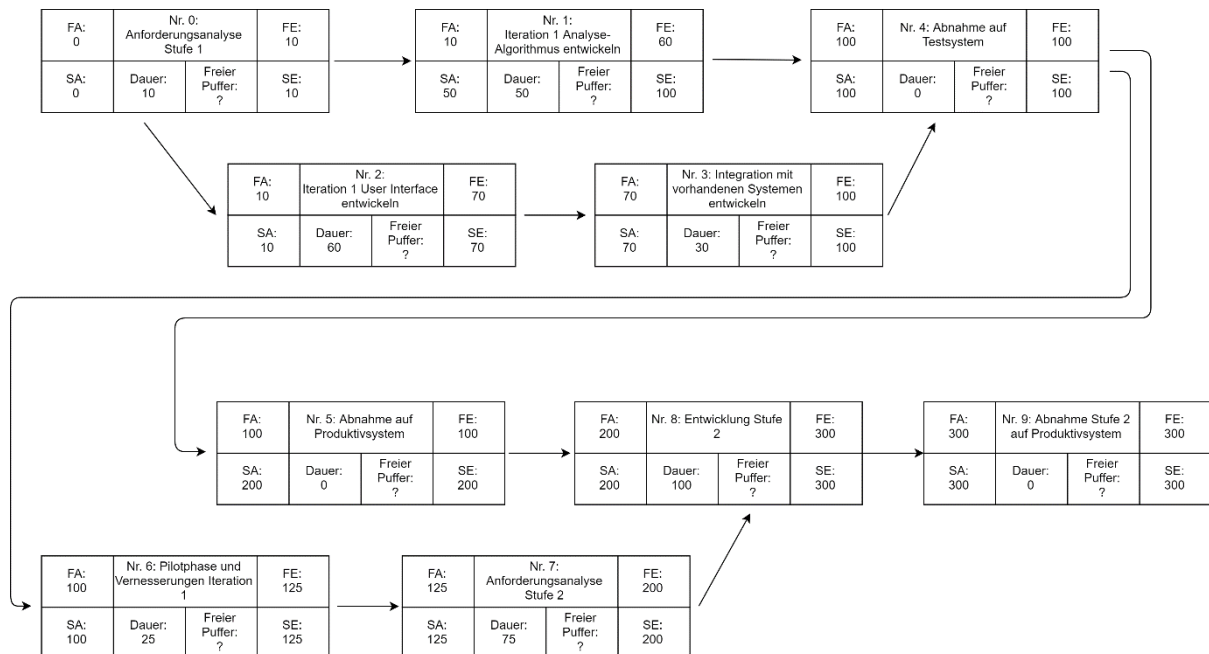 FA:
0
Nr. 0:
Anforderungsanalyse
Stufe 1
FE:
10
SA:
0
Dauer:
10
Freier
Puffer:
?
SE:
10
FA:
10
Nr. 1:
Iteration 1 Analyse-
Algorithmus entwickeln
FE:
60
SA:
50
Dauer:
50
Freier
Puffer:
?
SE:
100
FA:
100
Nr. 4: Abnahme auf
Testsystem
FE:
100
SA:
100
Dauer:
0
Freier
Puffer:
?
SE:
100
FA:
10
Nr. 2:
Iteration 1 User Interface
entwickeln
FE:
70
SA:
10
Dauer:
60
Freier
Puffer:
?
SE:
70
FA:
70
Nr. 3: Integration mit
vorhandenen Systemen
entwickeln
FE:
100
SA:
70
Dauer:
30
Freier
Puffer:
?
SE:
100
FA:
100
Nr. 5: Abnahme auf
Produktivsystem
FE:
100
SA:
200
Dauer:
0
Freier
Puffer:
?
SE:
200
FA:
200
Nr. 8: Entwicklung Stufe
2
FE:
300
SA:
200
Dauer:
100
Freier
Puffer:
?
SE:
300
FA:
300
Nr. 9: Abnahme Stufe 2
auf Produktivsystem
FE:
300
SA:
300
Dauer:
0
Freier
Puffer:
?
SE:
300
FA:
100
Nr. 6: Pilotphase und
Vernesserungen Iteration
1
FE:
125
SA:
100
Dauer:
25
Freier
Puffer:
?
SE:
125
FA:
125
Nr. 7:
Anforderungsanalyse
Stufe 2
FE:
200
SA:
125
Dauer:
75
Freier
Puffer:
?
SE:
200